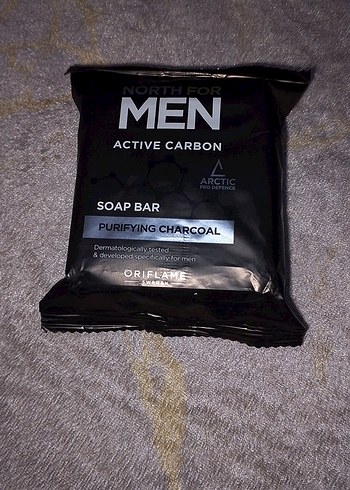 NORTH FOR
MEN
ACTIVE CARBON
ARCTIC
PRO DEFENCE
SOAP BAR
PURIFYING CHARCOAL
Dermatologically tested
& developed specifically for men
ORIFLAME
SWEDEN